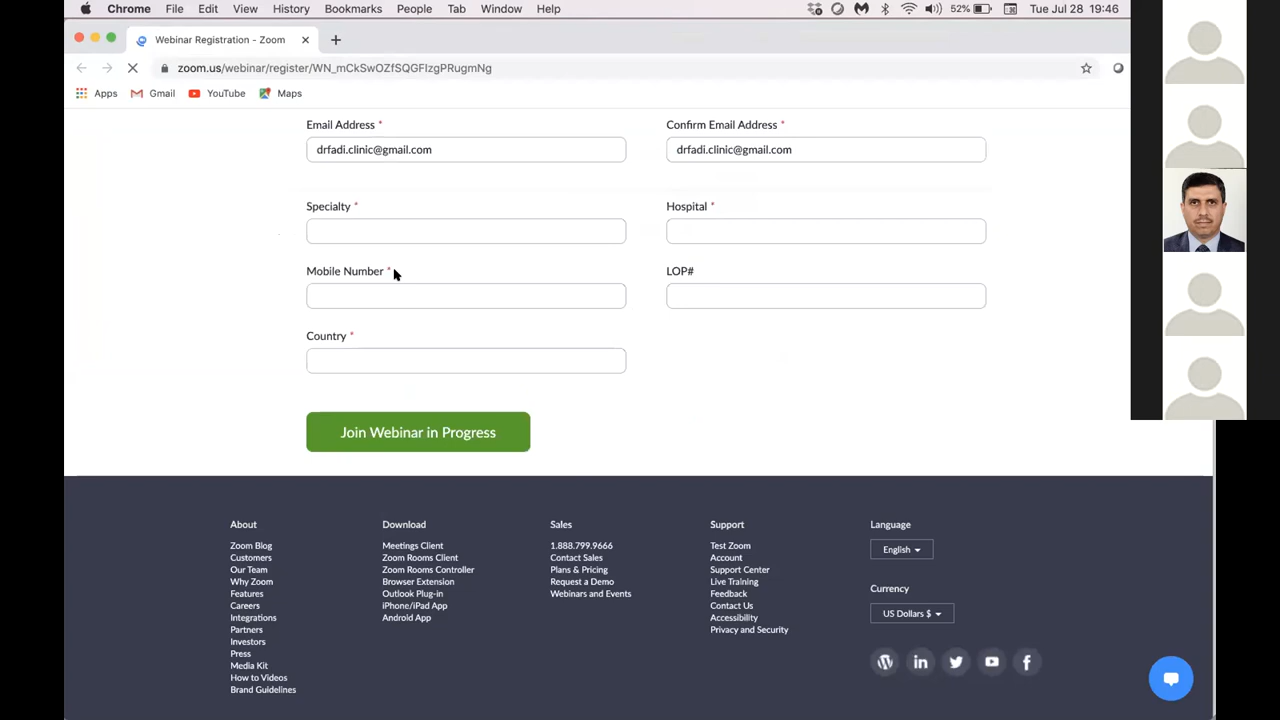 Chrome File Edit View History Bookmarks People Tab Window Help 52% Tue Jul 28 19:46
Webinar Registration - Zoom
zoom.us/webinar/register/WN_mCkSwOZfSQGFIzgPRugmNg
Apps Gmail YouTube Maps
Email Address * Confirm Email Address *
drfadi.clinic@gmail.com drfadi.clinic@gmail.com
Specialty * Hospital *
Mobile Number * LOP#
Country *
Join Webinar in Progress
About Download Sales Support Language
Zoom Blog Meetings Client 1.888.799.9666 Test Zoom English
Customers Zoom Rooms Client Contact Sales Account
Our Team Zoom Rooms Controller Plans & Pricing Support Center
Why Zoom Browser Extension Request a Demo Live Training Currency
Features Outlook Plug-in Webinars and Events Feedback
Careers iPhone/iPad App Contact Us US Dollars $
Integrations Android App Accessibility
Partners Privacy and Security
Investors
Press
Media Kit
How to Videos
Brand Guidelines